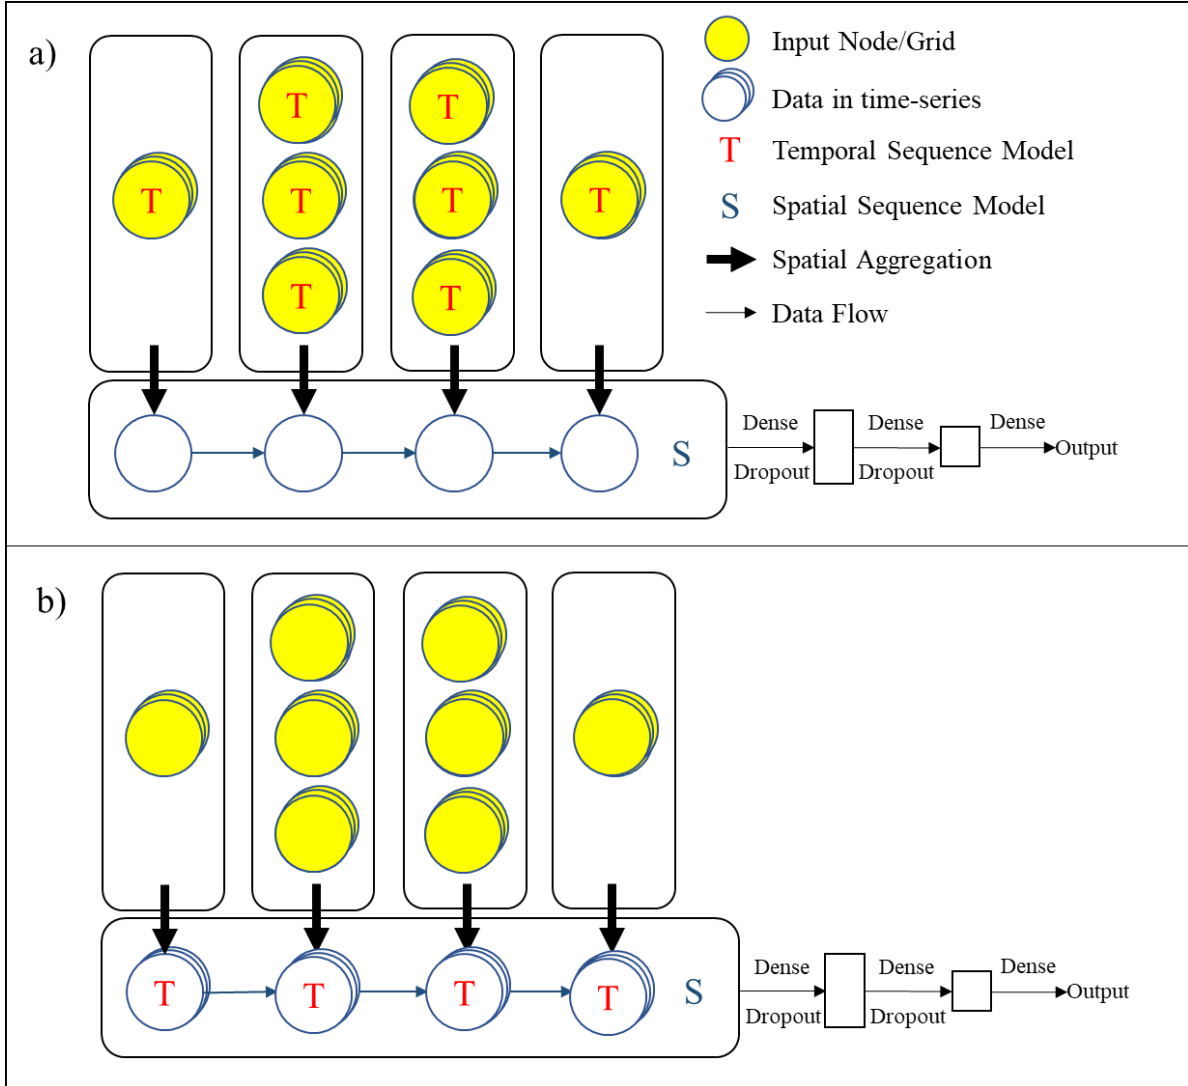 a)
T
T
T
T
T
T
T
T
Input Node/Grid
Data in time-series
T Temporal Sequence Model
S Spatial Sequence Model
Spatial Aggregation
Data Flow
S
Dense
Dropout
Dense
Dropout
Dense
Output
b)
T
T
T
T
S
Dense
Dropout
Dense
Dropout
Dense
Output